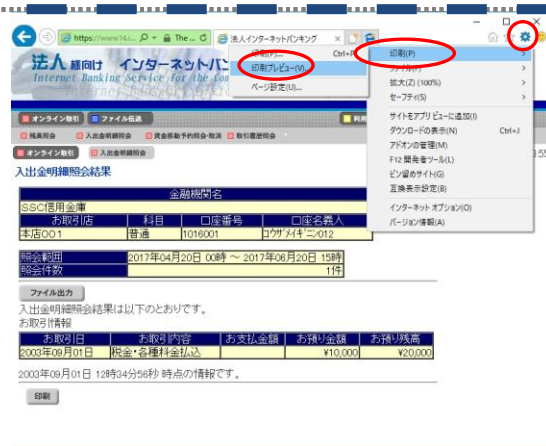 https://www14.i...
The ...
法人インターネットバンキング
法人 様向け インターネットバン
Internet Banking Service for the Cor
印刷(P)... Ctrl+P
印刷プレビュー(V)...
ページ設定(U)...
印刷(P)
ファイル(F)
拡大(Z) (100%)
セーフティ(S)
サイトをアプリ ビューに追加(I)
ダウンロードの表示(N) Ctrl+J
アドオンの管理(M)
F12 開発者ツール(L)
ピン留めサイト(G)
互換表示設定(B)
インターネット オプション(O)
バージョン情報(A)
オンライン取引 ファイル伝送 利用
残高照会 入出金明細照会 資金移動予約照会・取消 取引履歴照会
オンライン取引 入出金明細照会
入出金明細照会結果
金融機関名
SSC信用金庫
お取引店 科目 口座番号 口座名義人
本店001 普通 1016001 コウザメイギニン012
照会範囲 2017年04月20日 00時 ～ 2017年06月20日 15時
照会件数 1件
ファイル出力
入出金明細照会結果は以下のとおりです。
お取引情報
お取引日 お取引内容 お支払金額 お預り金額 お預り残高
2003年09月01日 税金・各種料金払込 ¥10,000 ¥20,000
2003年09月01日 12時34分56秒 時点の情報です。
印刷